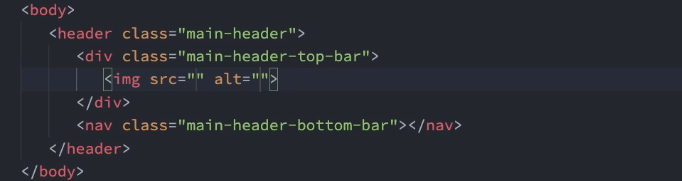 <body>
<header class="main-header">
<div class="main-header-top-bar">
<img src="" alt="">
</div>
<nav class="main-header-bottom-bar"></nav>
</header>
</body>